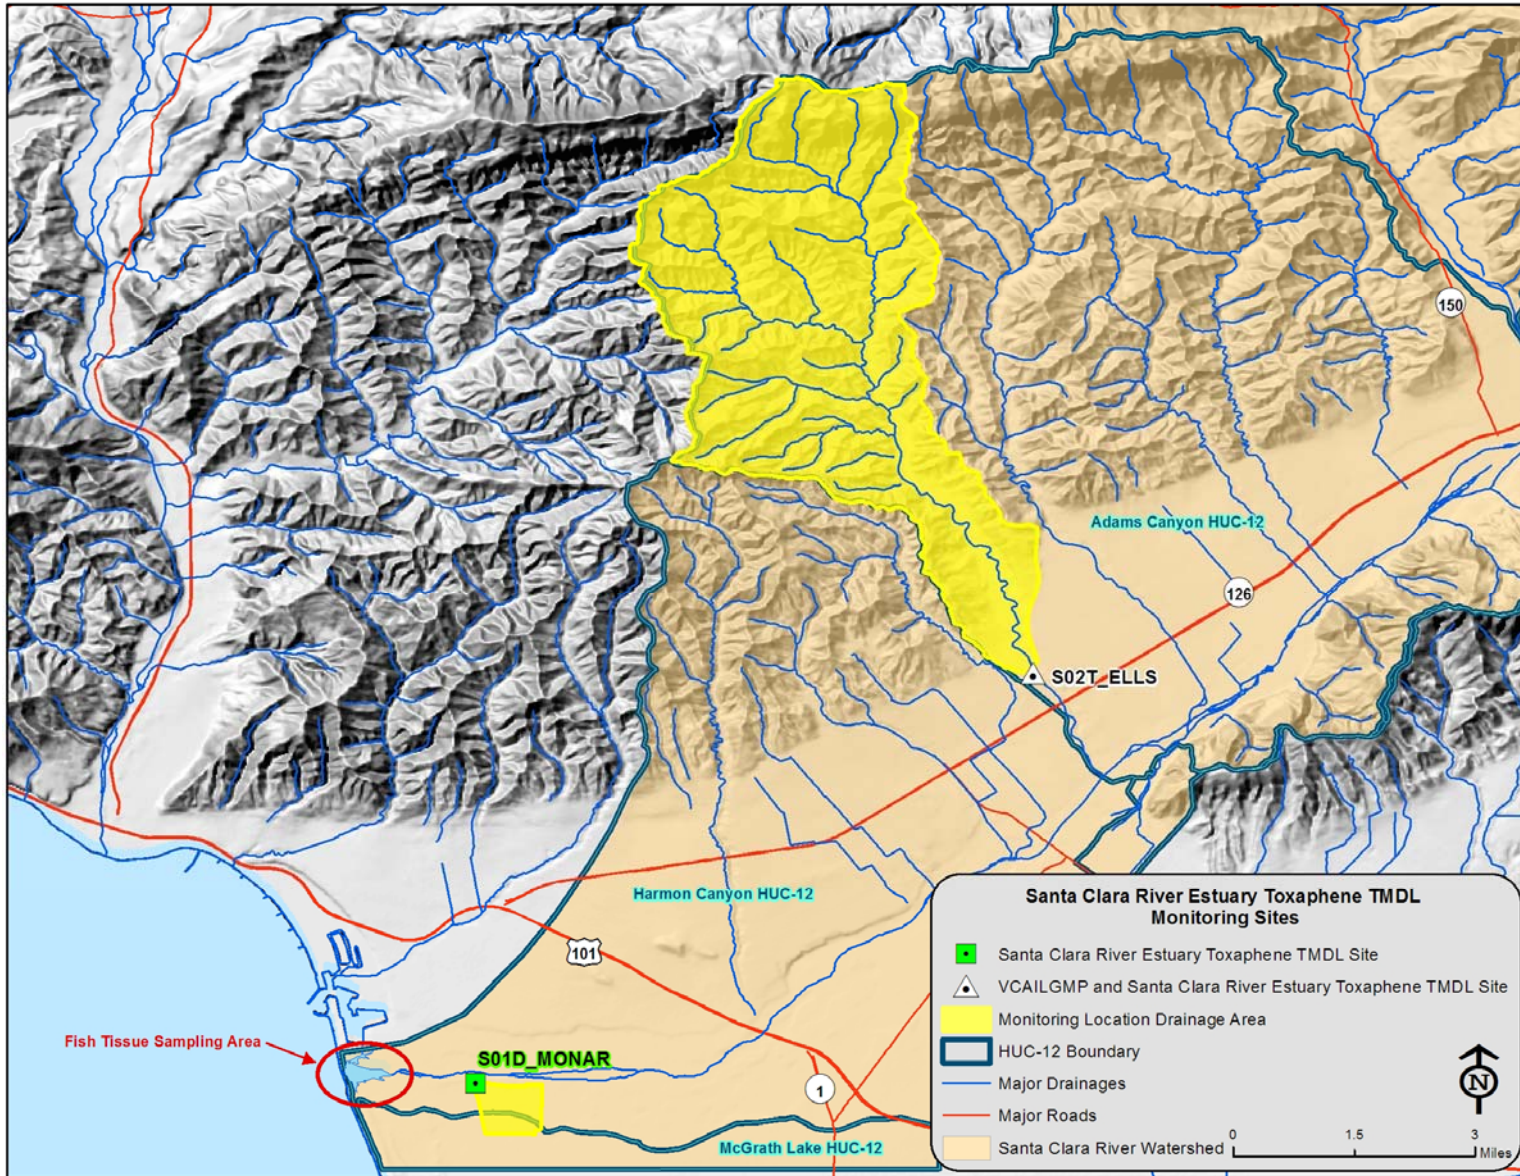 150
Adams Canyon HUC-12
126
S02T_ELLS
Harmon Canyon HUC-12
101
Fish Tissue Sampling Area
S01D_MONAR
1
McGrath Lake HUC-12
Santa Clara River Estuary Toxaphene TMDL
Monitoring Sites
Santa Clara River Estuary Toxaphene TMDL Site
VCAILGMP and Santa Clara River Estuary Toxaphene TMDL Site
Monitoring Location Drainage Area
HUC-12 Boundary
Major Drainages
Major Roads
Santa Clara River Watershed
N
0 1.5 3
Miles